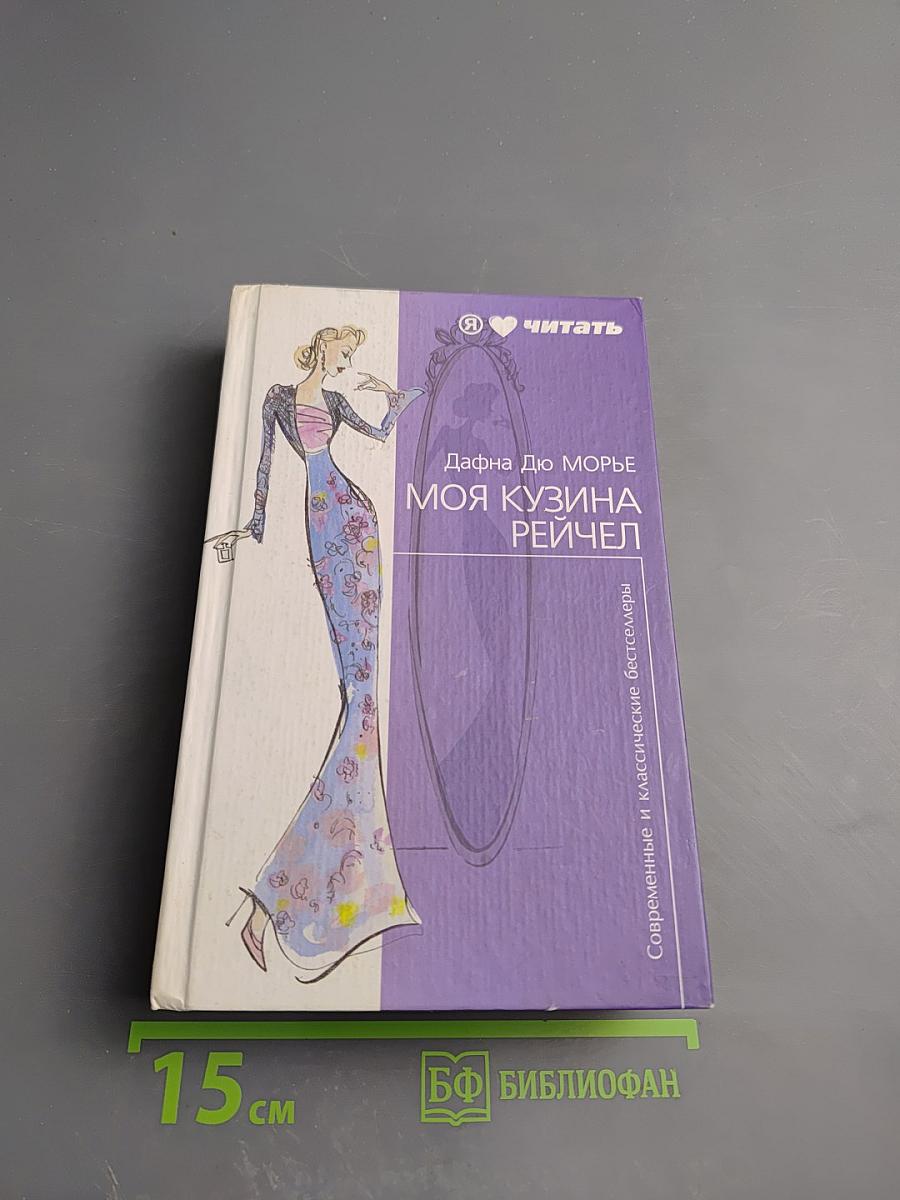 Я ♥ читать
Дафна Дю МОРЬЕ
МОЯ КУЗИНА
РЕЙЧЕЛ
Современные и классические бестселлеры
15 см
БФ БИБЛИОФАН